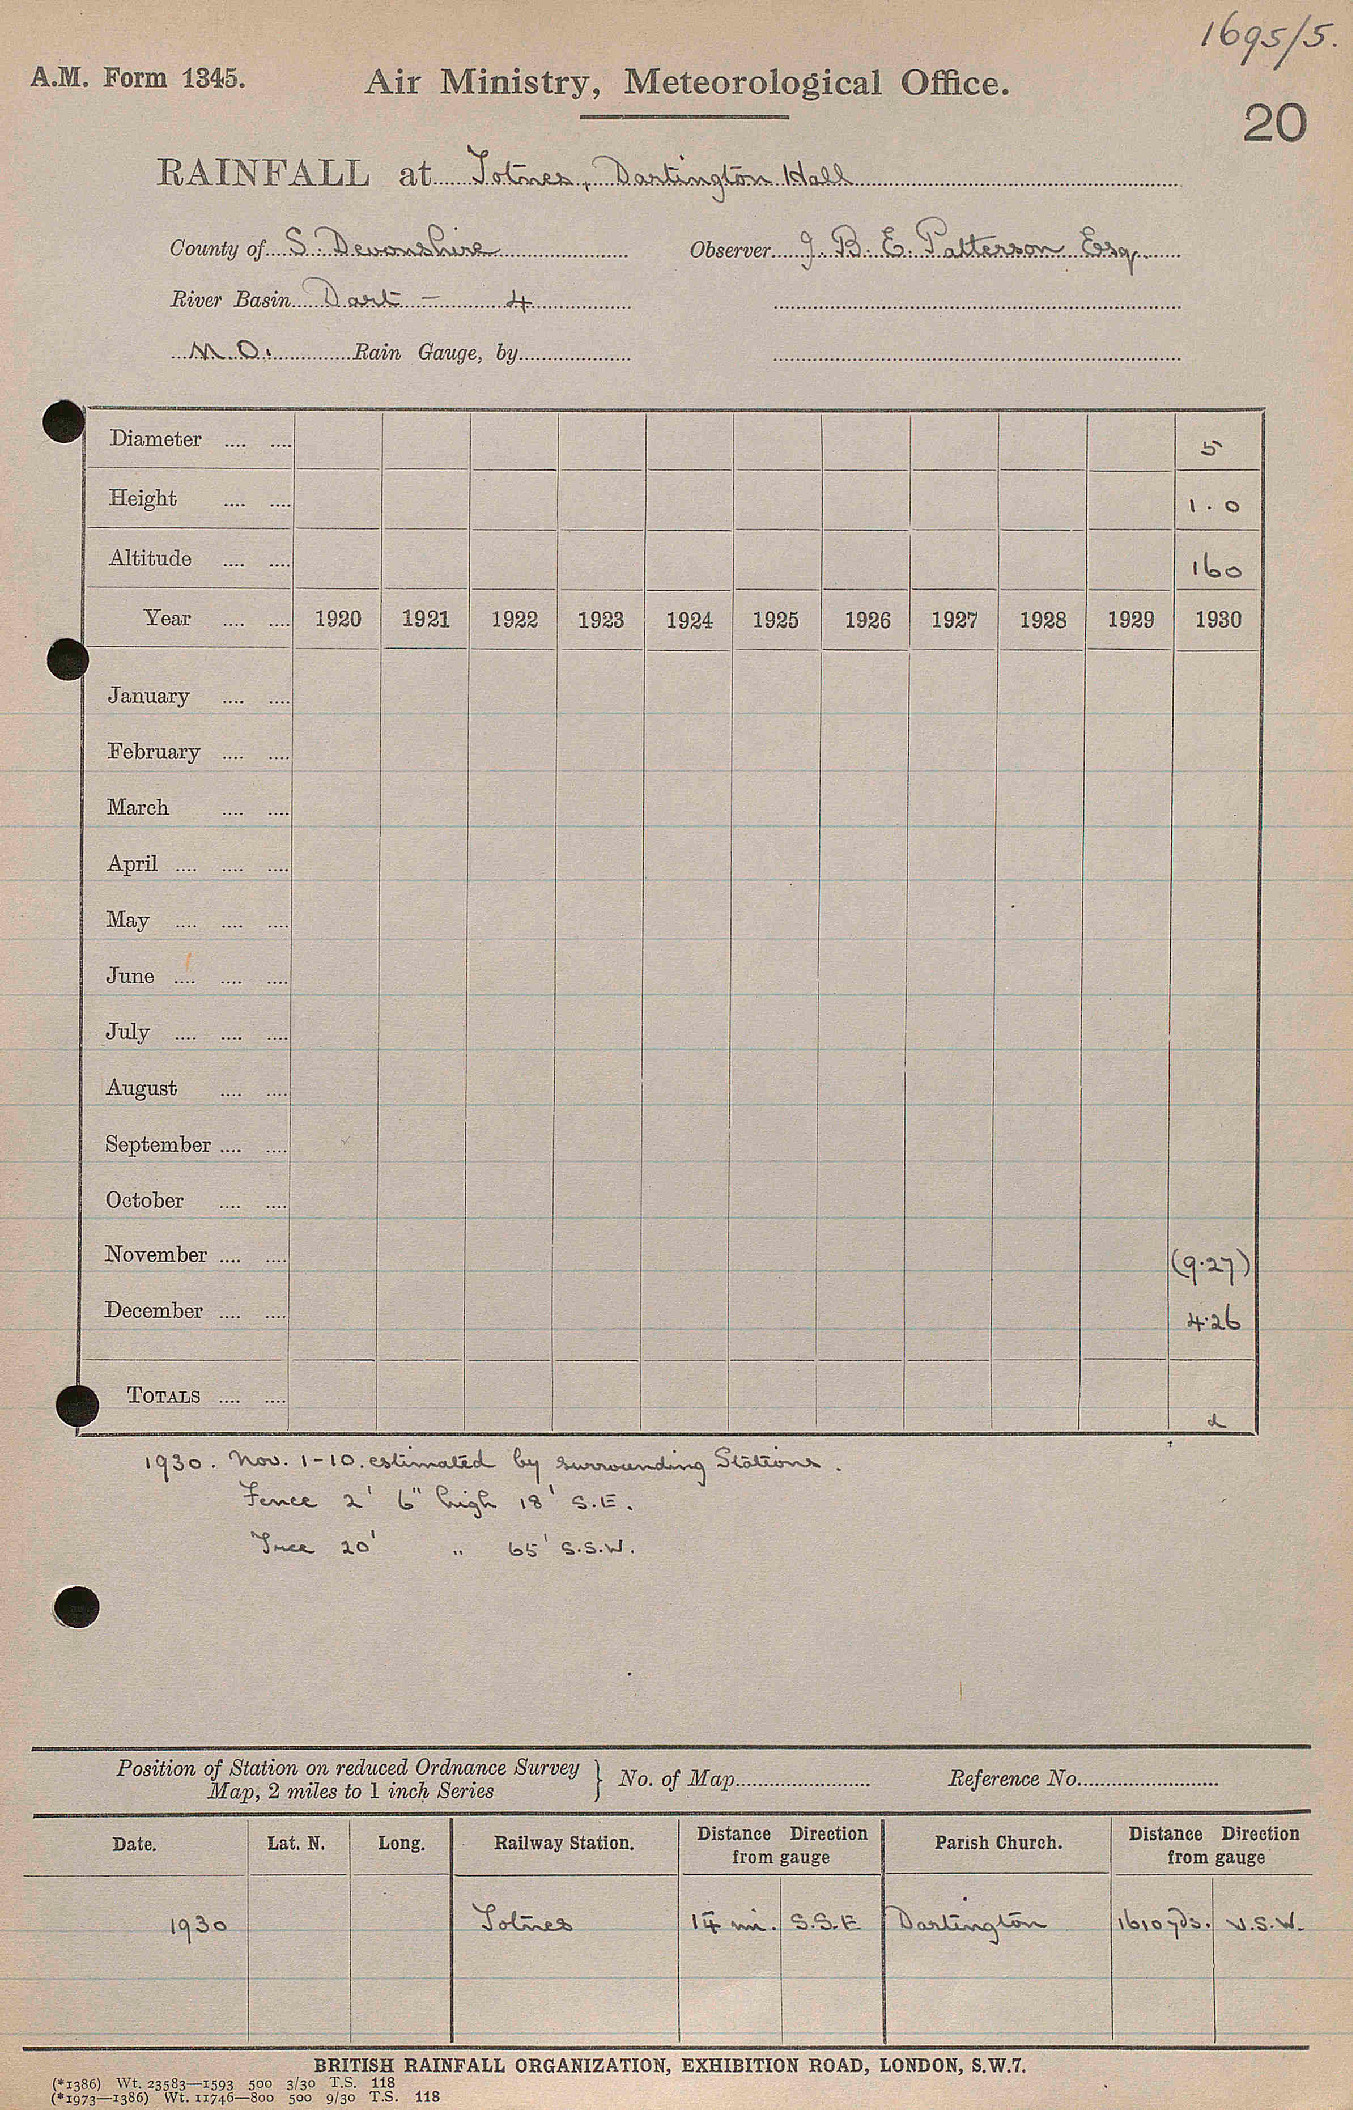 1695/5.
A.M. Form 1345. Air Ministry, Meteorological Office.
20
RAINFALL at Totnes, Dartington Hall
County of S. Devonshire Observer J. B. E. Patterson Esq.
River Basin Dart - 4
M.O. Rain Gauge, by
Diameter .... .... 5
Height .... .... 1.0
Altitude .... .... 160
Year .... .... 1920 1921 1922 1923 1924 1925 1926 1927 1928 1929 1930
January .... ....
February .... ....
March .... ....
April .... .... ....
May .... .... ....
June .... .... ....
July .... .... ....
August .... ....
September .... ....
October .... ....
November .... .... (9.27)
December .... .... 4.26
TOTALS .... ....
1930. Nov. 1-10. estimated by surrounding Stations.
Fence 2' 6" high 18' S.E.
Tree 20' " 65' S.S.W.
Position of Station on reduced Ordnance Survey
Map, 2 miles to 1 inch Series } No. of Map Reference No.
Date. Lat. N. Long. Railway Station. Distance Direction from gauge Parish Church. Distance Direction from gauge
1930 Totnes mi. S.S.E Dartington 1610 yds. .S.W.
BRITISH RAINFALL ORGANIZATION, EXHIBITION ROAD, LONDON, S.W.7.
(*1386) Wt. 23583—1593 500 3/30 T.S. 118
(*1973—1386) Wt. 11746—800 500 9/30 T.S. 118